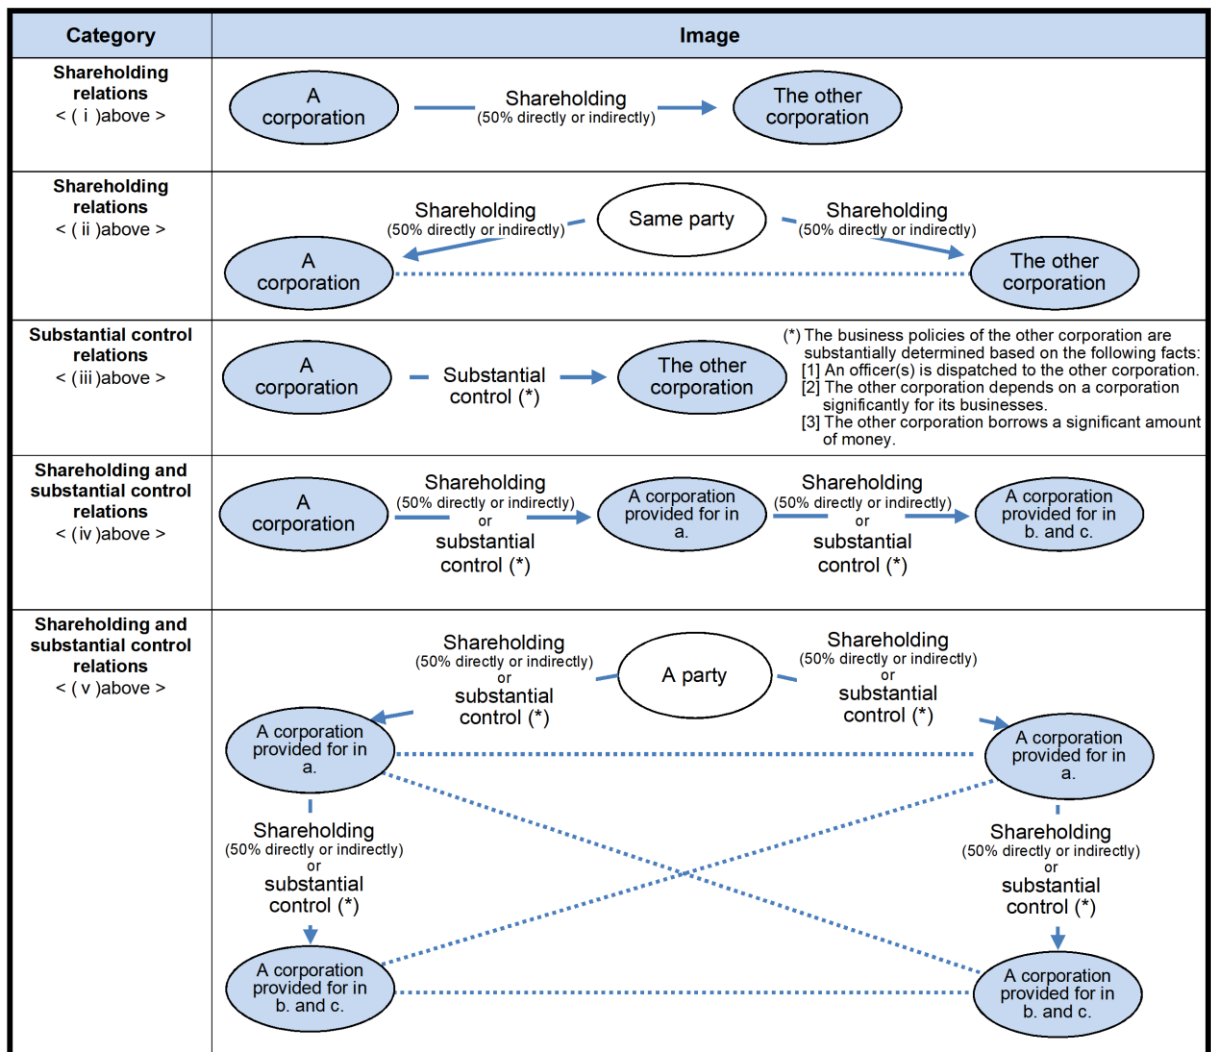 Category
Image
Shareholding
relations
< ( i )above >
A
corporation
Shareholding
(50% directly or indirectly)
The other
corporation
Shareholding
relations
< ( ii )above >
Shareholding
(50% directly or indirectly)
Same party
Shareholding
(50% directly or indirectly)
A
corporation
The other
corporation
Substantial control
relations
< ( iii )above >
A
corporation
Substantial
control (*)
The other
corporation
(*) The business policies of the other corporation are
substantially determined based on the following facts:
[1] An officer(s) is dispatched to the other corporation.
[2] The other corporation depends on a corporation
significantly for its businesses.
[3] The other corporation borrows a significant amount
of money.
Shareholding and
substantial control
relations
< ( iv )above >
A
corporation
Shareholding
(50% directly or indirectly)
or
substantial
control (*)
A corporation
provided for in
a.
Shareholding
(50% directly or indirectly)
or
substantial
control (*)
A corporation
provided for in
b. and c.
Shareholding and
substantial control
relations
< ( v )above >
Shareholding
(50% directly or indirectly)
or
substantial
control (*)
A party
Shareholding
(50% directly or indirectly)
or
substantial
control (*)
A corporation
provided for in
a.
A corporation
provided for in
a.
Shareholding
(50% directly or indirectly)
or
substantial
control (*)
Shareholding
(50% directly or indirectly)
or
substantial
control (*)
A corporation
provided for in
b. and c.
A corporation
provided for in
b. and c.